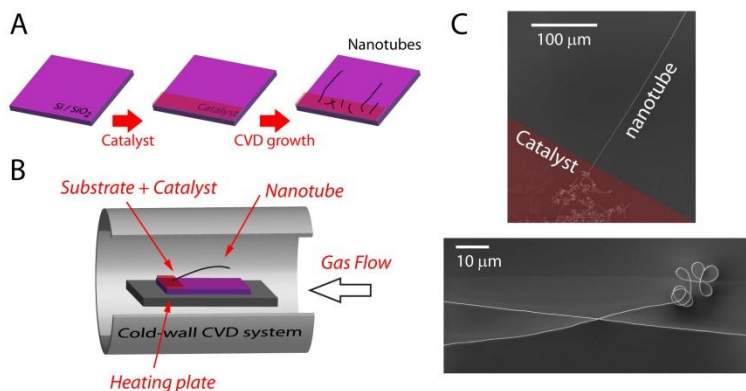 A
Nanotubes
Si/SiO₂
Catalyst
Catalyst
CVD growth
B
Substrate + Catalyst
Nanotube
Gas Flow
Cold-wall CVD system
Heating plate
C
100 μm
nanotube
Catalyst
10 μm